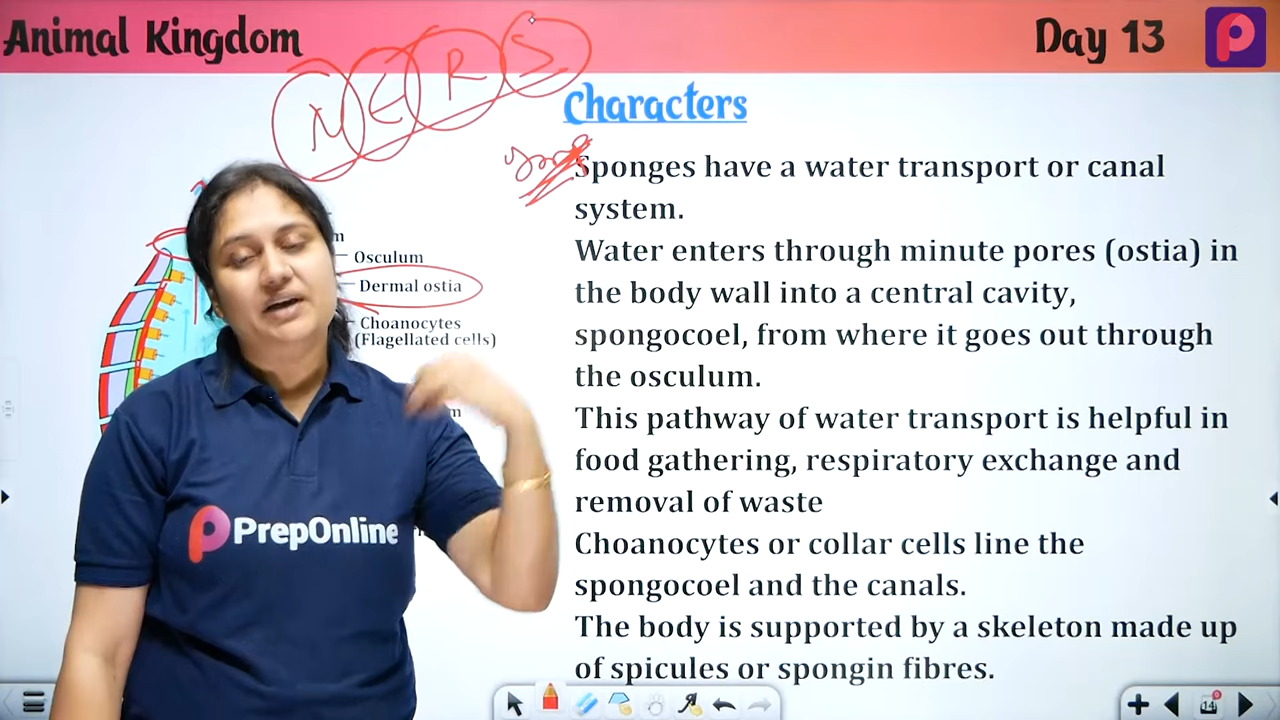 Animal Kingdom
Day 13
N E R S
Characters
Sponges have a water transport or canal
system.
Water enters through minute pores (ostia) in
the body wall into a central cavity,
spongocoel, from where it goes out through
the osculum.
This pathway of water transport is helpful in
food gathering, respiratory exchange and
removal of waste
Choanocytes or collar cells line the
spongocoel and the canals.
The body is supported by a skeleton made up
of spicules or spongin fibres.
Osculum
Dermal ostia
Choanocytes
(Flagellated cells)
PrepOnline
14